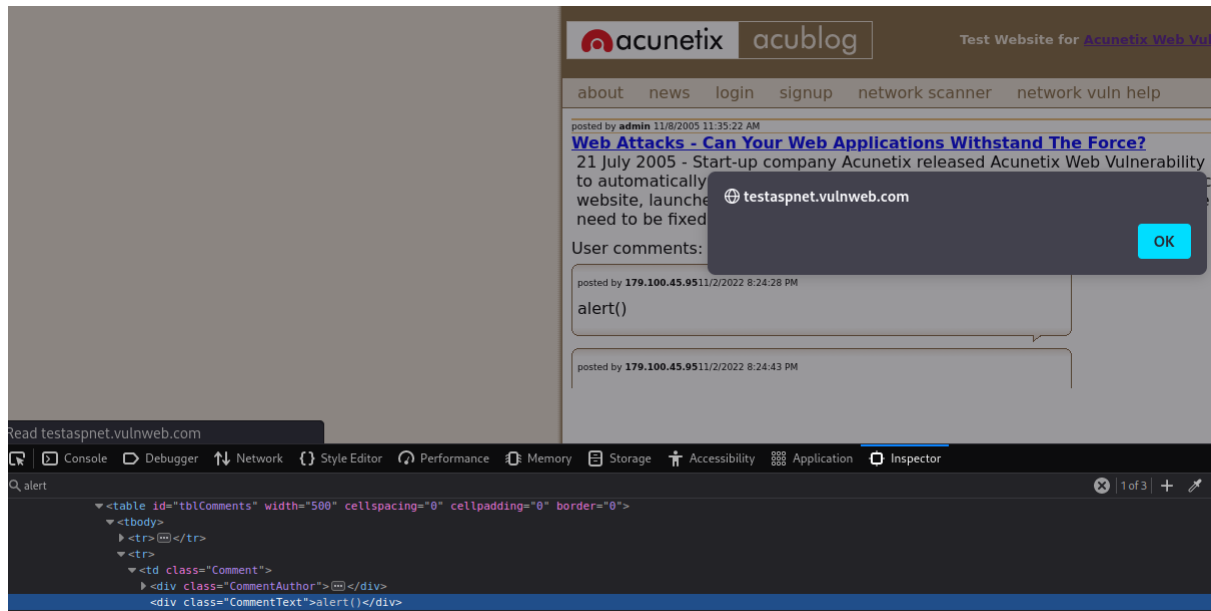 acunetix acublog
Test Website for Acunetix Web Vul
about news login signup network scanner network vuln help
posted by admin 11/8/2005 11:35:22 AM
Web Attacks - Can Your Web Applications Withstand The Force?
21 July 2005 - Start-up company Acunetix released Acunetix Web Vulnerability
to automatically
website, launche
need to be fixed
testaspnet.vulnweb.com
OK
User comments:
posted by 179.100.45.9511/2/2022 8:24:28 PM
alert()
posted by 179.100.45.9511/2/2022 8:24:43 PM
Read testaspnet.vulnweb.com
Console Debugger Network {} Style Editor Performance Memory Storage Accessibility Application Inspector
alert 1 of 3 +
<table id="tblComments" width="500" cellspacing="0" cellpadding="0" border="0">
<tbody>
<tr>⋯</tr>
<tr>
<td class="Comment">
<div class="CommentAuthor">⋯</div>
<div class="CommentText">alert()</div>